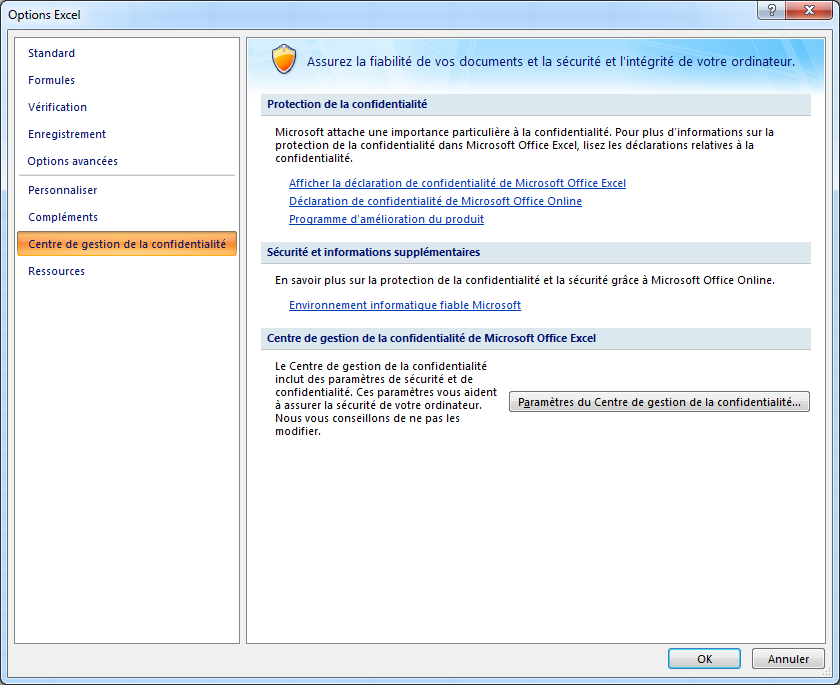 Options Excel
?
Standard
Formules
Vérification
Enregistrement
Options avancées
Personnaliser
Compléments
Centre de gestion de la confidentialité
Ressources
Assurez la fiabilité de vos documents et la sécurité et l'intégrité de votre ordinateur.
Protection de la confidentialité
Microsoft attache une importance particulière à la confidentialité. Pour plus d'informations sur la
protection de la confidentialité dans Microsoft Office Excel, lisez les déclarations relatives à la
confidentialité.
Afficher la déclaration de confidentialité de Microsoft Office Excel
Déclaration de confidentialité de Microsoft Office Online
Programme d'amélioration du produit
Sécurité et informations supplémentaires
En savoir plus sur la protection de la confidentialité et la sécurité grâce à Microsoft Office Online.
Environnement informatique fiable Microsoft
Centre de gestion de la confidentialité de Microsoft Office Excel
Le Centre de gestion de la confidentialité
inclut des paramètres de sécurité et de
confidentialité. Ces paramètres vous aident
à assurer la sécurité de votre ordinateur.
Nous vous conseillons de ne pas les
modifier.
Paramètres du Centre de gestion de la confidentialité...
OK
Annuler